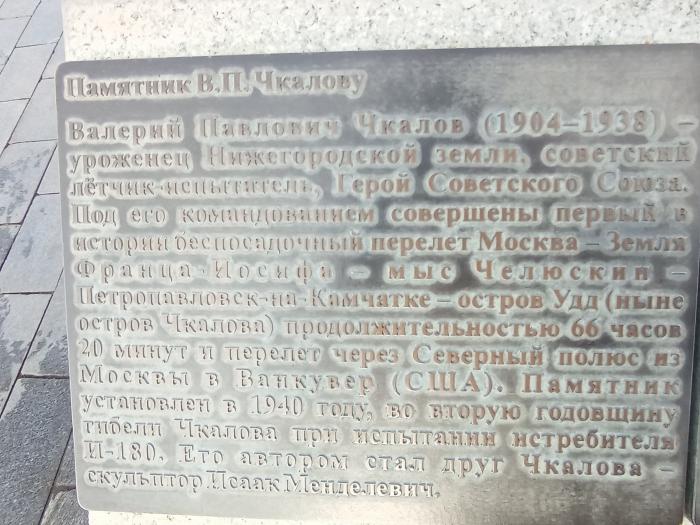 Памятник В.П. Чкалову
Валерий Павлович Чкалов (1904–1938) –
уроженец Нижегородской земли, советский
лётчик-испытатель, Герой Советского Союза.
Под его командованием совершены первый в
истории беспосадочный перелет Москва – Земля
Франца-Иосифа – мыс Челюскин –
Петропавловск-на-Камчатке – остров Удд (ныне
остров Чкалова) продолжительностью 66 часов
20 минут и перелет через Северный полюс из
Москвы в Ванкувер (США). Памятник
установлен в 1940 году, во вторую годовщину
гибели Чкалова при испытании истребителя
И-180. Его автором стал друг Чкалова –
скульптор Исаак Менделевич.